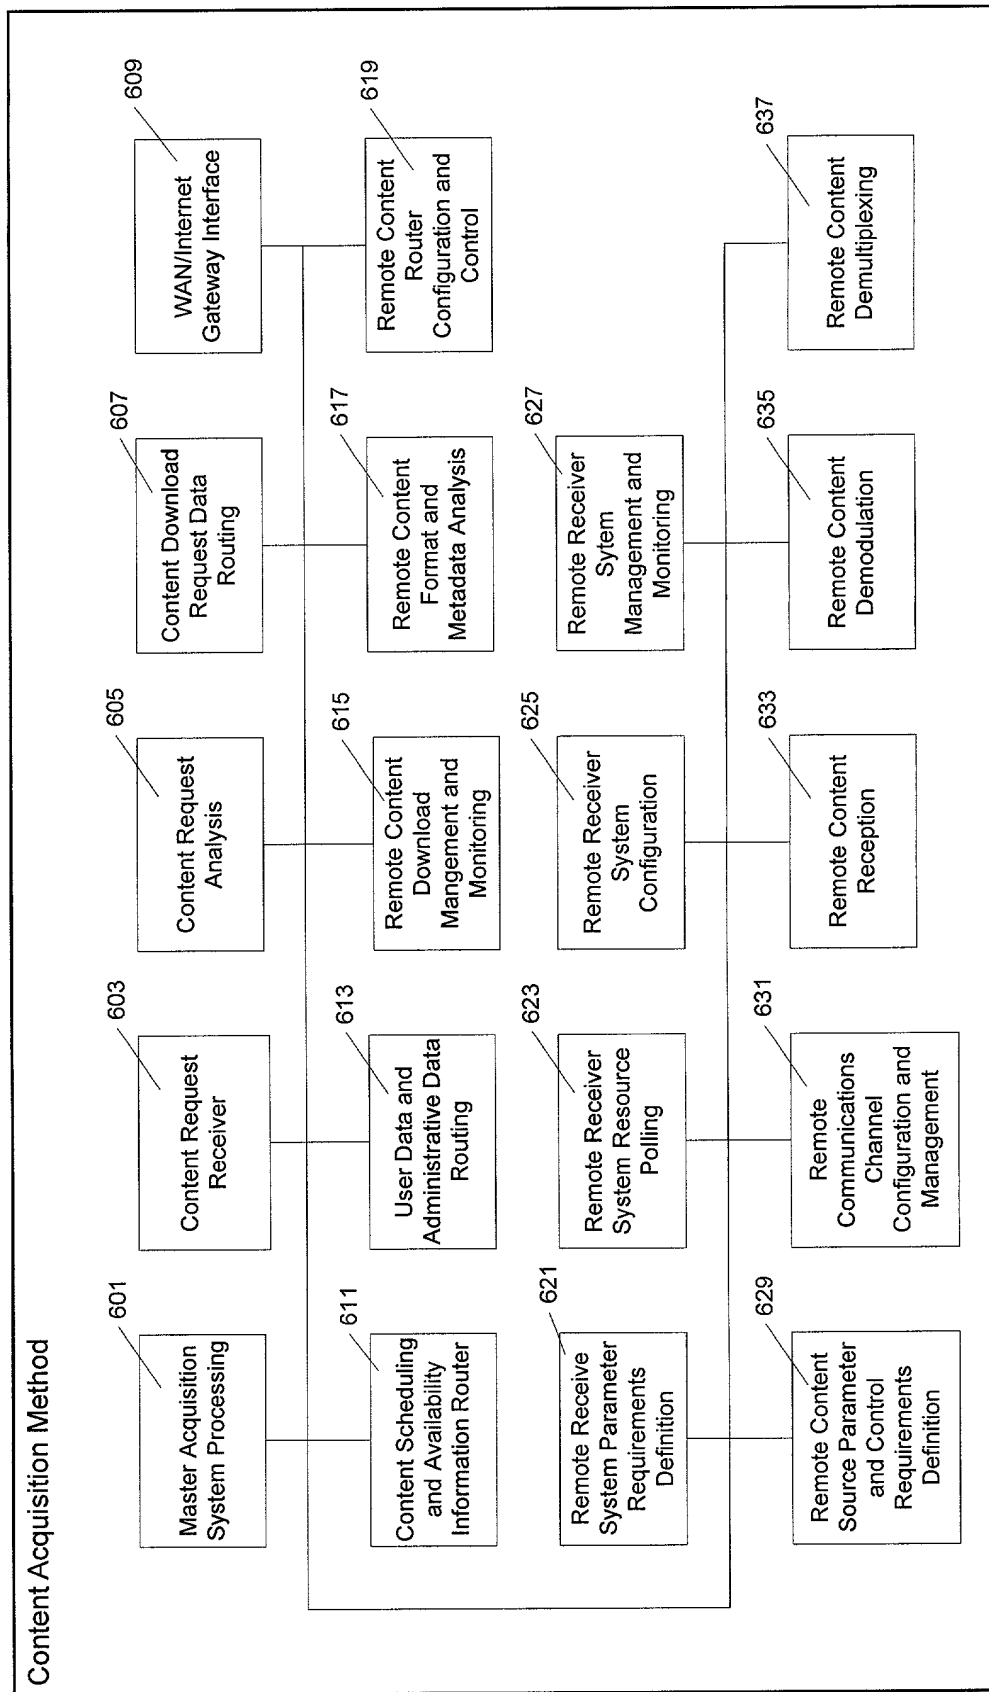 Content Acquisition Method
601
Master Acquisition
System Processing
603
Content Request
Receiver
605
Content Request
Analysis
607
Content Download
Request Data
Routing
609
WAN/Internet
Gateway Interface
611
Content Scheduling
and Availability
Information Router
613
User Data and
Administrative Data
Routing
615
Remote Content
Download
Mangement and
Monitoring
617
Remote Content
Format and
Metadata Analysis
619
Remote Content
Router
Configuration and
Control
621
Remote Receive
System Parameter
Requirements
Definition
623
Remote Receiver
System Resource
Polling
625
Remote Receiver
System
Configuration
627
Remote Receiver
Sytem
Management and
Monitoring
629
Remote Content
Source Parameter
and Control
Requirements
Definition
631
Remote
Communications
Channel
Configuration and
Management
633
Remote Content
Reception
635
Remote Content
Demodulation
637
Remote Content
Demultiplexing